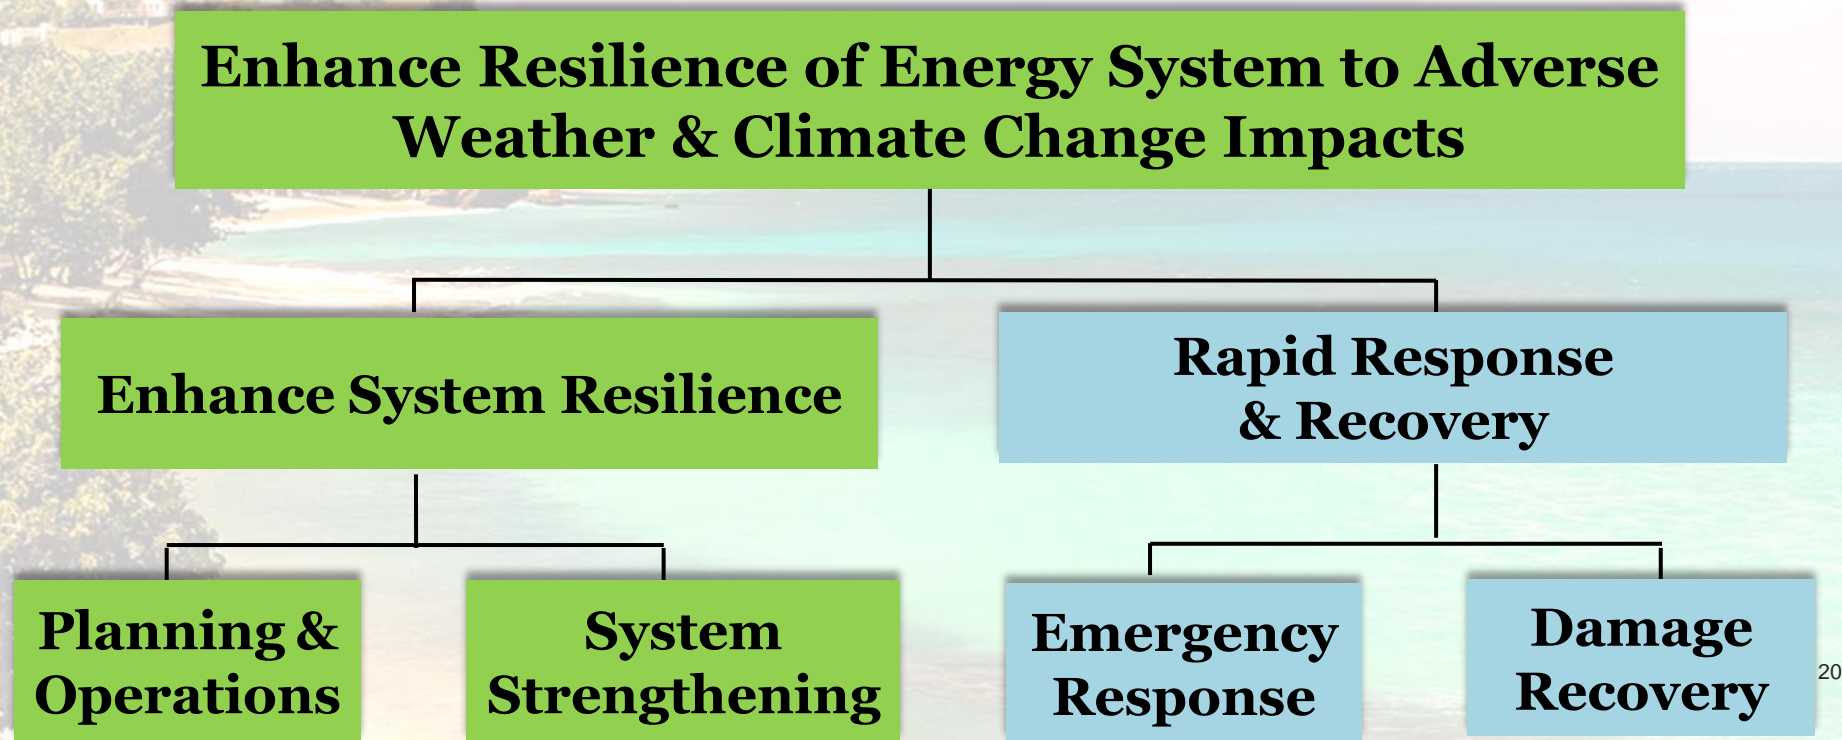 Enhance Resilience of Energy System to Adverse
Weather & Climate Change Impacts
Enhance System Resilience
Rapid Response
& Recovery
Planning &
Operations
System
Strengthening
Emergency
Response
Damage
Recovery
20